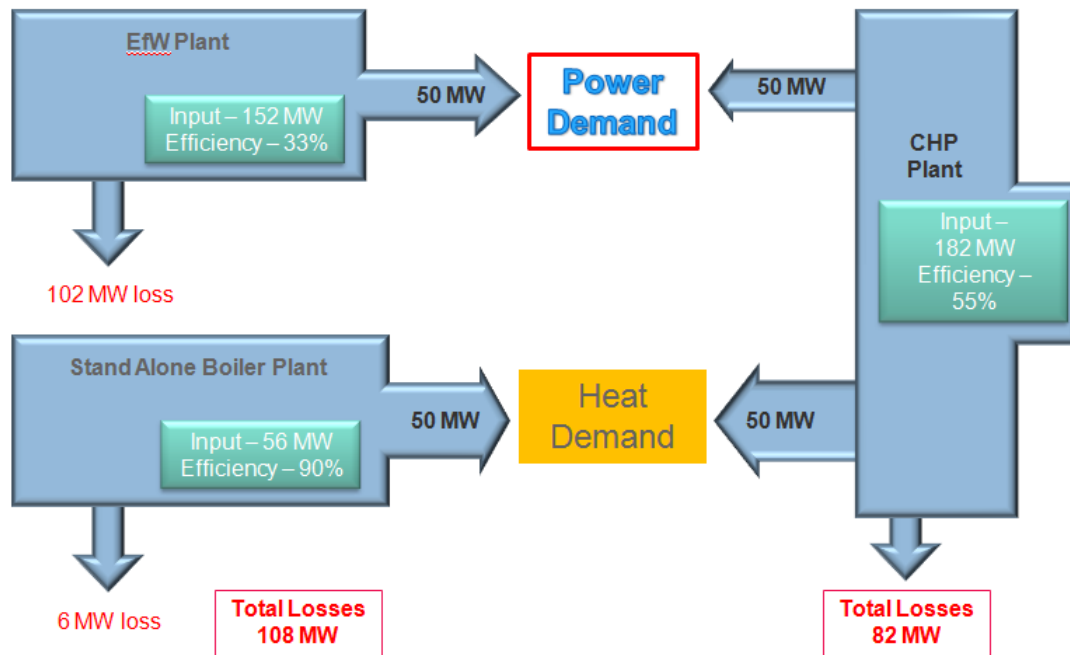 EfW Plant
Input – 152 MW
Efficiency – 33%
50 MW
Power
Demand
50 MW
CHP
Plant
Input –
182 MW
Efficiency –
55%
102 MW loss
Stand Alone Boiler Plant
Input – 56 MW
Efficiency – 90%
50 MW
Heat
Demand
50 MW
6 MW loss
Total Losses
108 MW
Total Losses
82 MW